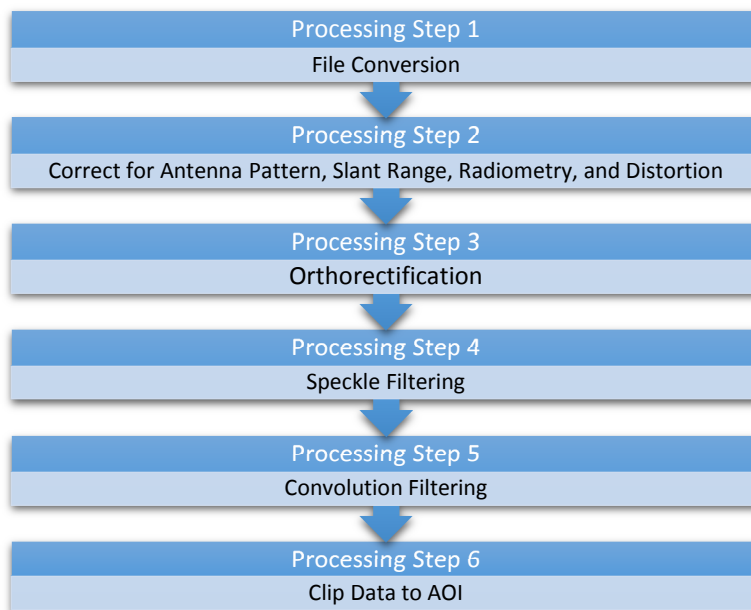 Processing Step 1
File Conversion
Processing Step 2
Correct for Antenna Pattern, Slant Range, Radiometry, and Distortion
Processing Step 3
Orthorectification
Processing Step 4
Speckle Filtering
Processing Step 5
Convolution Filtering
Processing Step 6
Clip Data to AOI